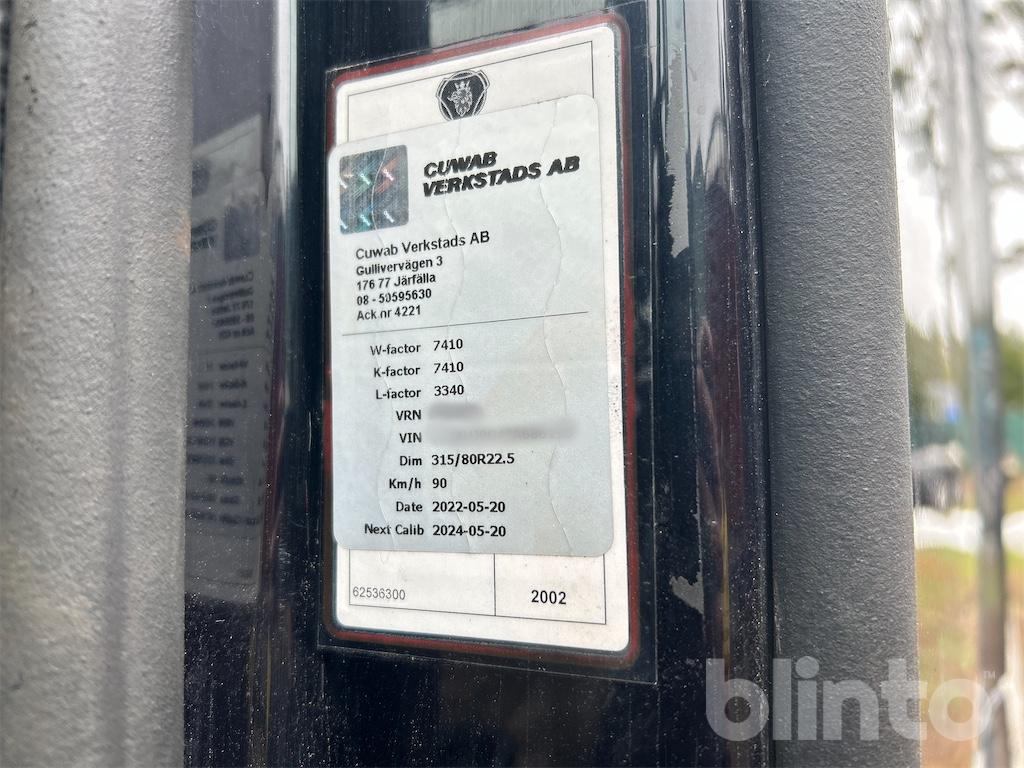 CUWAB
VERKSTADS AB
Cuwab Verkstads AB
Gullivervägen 3
176 77 Järfälla
08 - 50595630
Ack.nr 4221
W-factor 7410
K-factor 7410
L-factor 3340
VRN
VIN
Dim 315/80R22.5
Km/h 90
Date 2022-05-20
Next Calib 2024-05-20
62536300 2002
blinto™